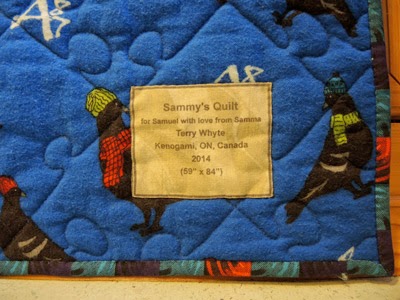 Sammy's Quilt
for Samuel with love from Samma
Terry Whyte
Kenogami, ON, Canada
2014
(59" x 84")